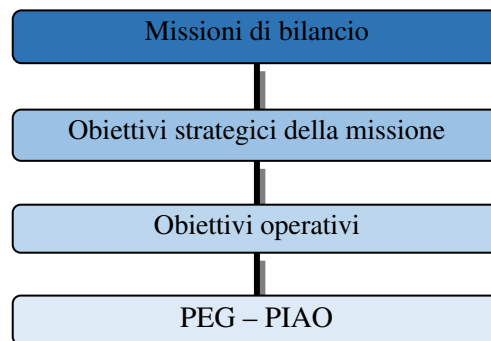 Missioni di bilancio
Obiettivi strategici della missione
Obiettivi operativi
PEG – PIAO